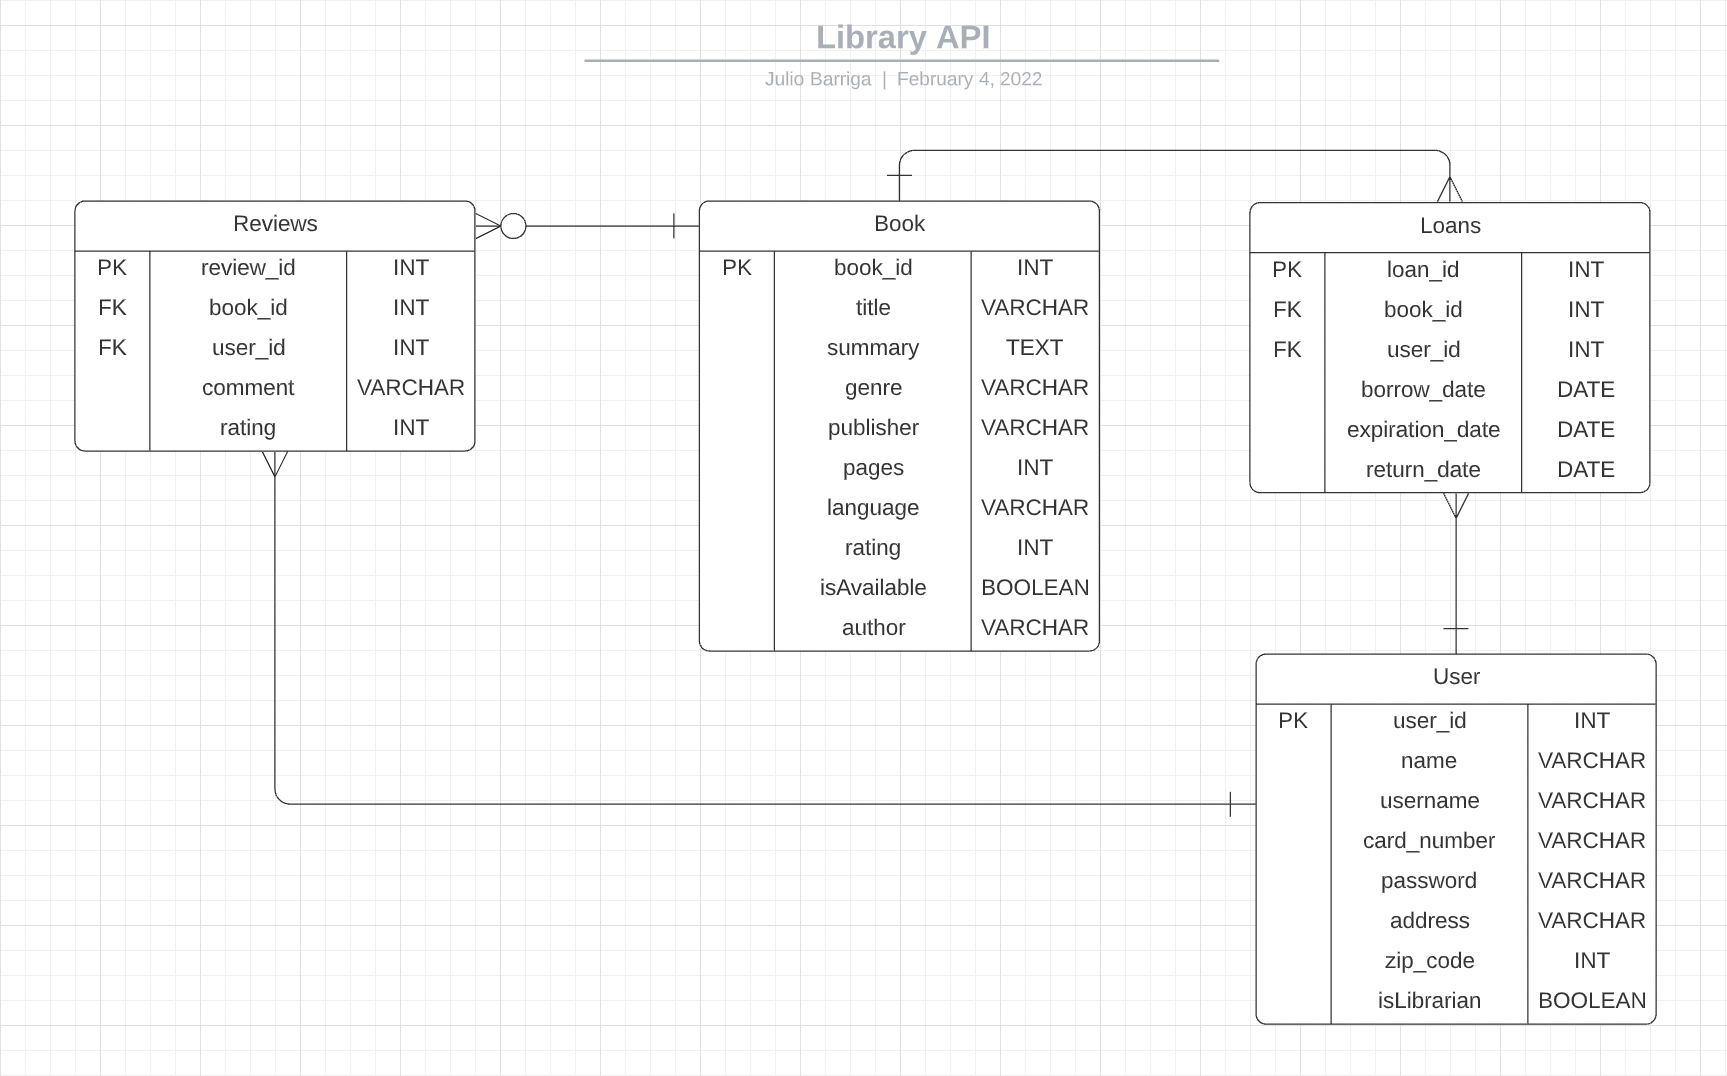 Library API
Julio Barriga | February 4, 2022
Reviews
PK review_id INT
FK book_id INT
FK user_id INT
comment VARCHAR
rating INT
Book
PK book_id INT
title VARCHAR
summary TEXT
genre VARCHAR
publisher VARCHAR
pages INT
language VARCHAR
rating INT
isAvailable BOOLEAN
author VARCHAR
Loans
PK loan_id INT
FK book_id INT
FK user_id INT
borrow_date DATE
expiration_date DATE
return_date DATE
User
PK user_id INT
name VARCHAR
username VARCHAR
card_number VARCHAR
password VARCHAR
address VARCHAR
zip_code INT
isLibrarian BOOLEAN